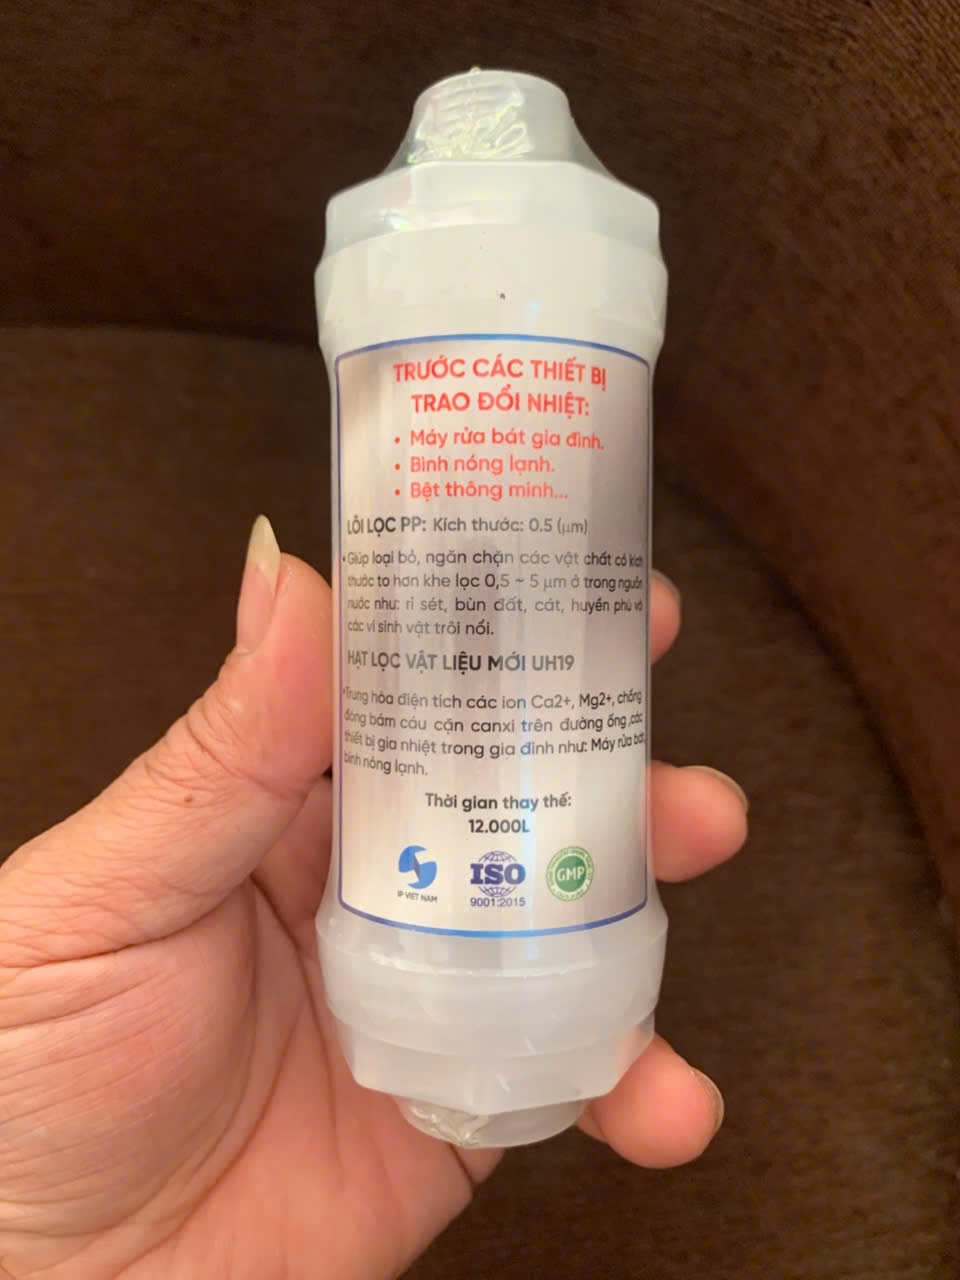 TRƯỚC CÁC THIẾT BỊ
TRAO ĐỔI NHIỆT:
• Máy rửa bát gia đình.
• Bình nóng lạnh.
• Bệt thông minh...
LÕI LỌC PP: Kích thước: 0.5 (µm)
• Giúp loại bỏ, ngăn chặn các vật chất có kích
thước to hơn khe lọc 0,5 ~ 5 µm ở trong nguồn
nước như: rỉ sét, bùn đất, cát, huyền phù và
các vi sinh vật trôi nổi.
HẠT LỌC VẬT LIỆU MỚI UH19
•Trung hòa điện tích các ion Ca2+, Mg2+, chống
đóng bám cáu cặn canxi trên đường ống ,các
thiết bị gia nhiệt trong gia đình như: Máy rửa bát,
bình nóng lạnh.
Thời gian thay thế:
12.000L
IP VIET NAM
ISO
9001:2015
GMP